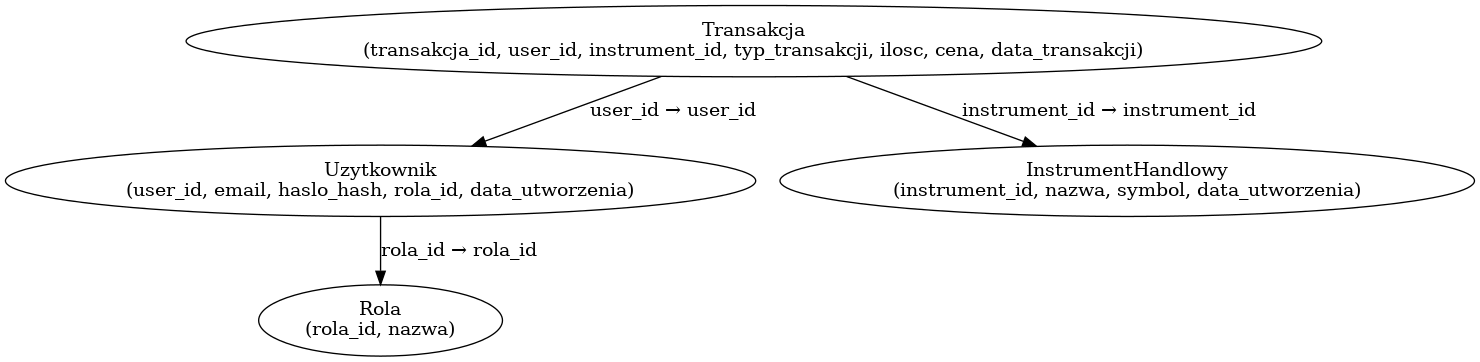 Transakcja
(transakcja_id, user_id, instrument_id, typ_transakcji, ilosc, cena, data_transakcji)
user_id → user_id
instrument_id → instrument_id
Uzytkownik
(user_id, email, haslo_hash, rola_id, data_utworzenia)
InstrumentHandlowy
(instrument_id, nazwa, symbol, data_utworzenia)
rola_id → rola_id
Rola
(rola_id, nazwa)